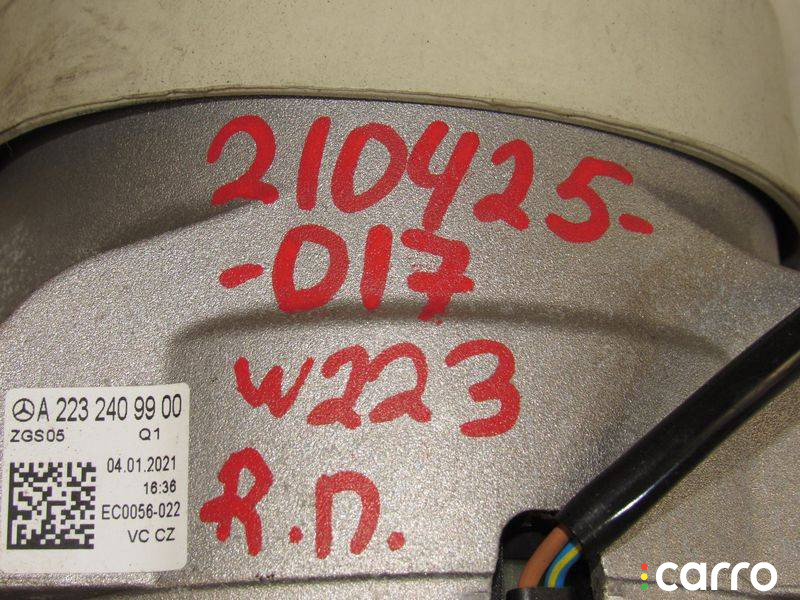 210425-
-017
W223
R.П.
A 223 240 99 00
ZGS05 Q1
04.01.2021
16:36
EC0056-022
VC CZ
carro